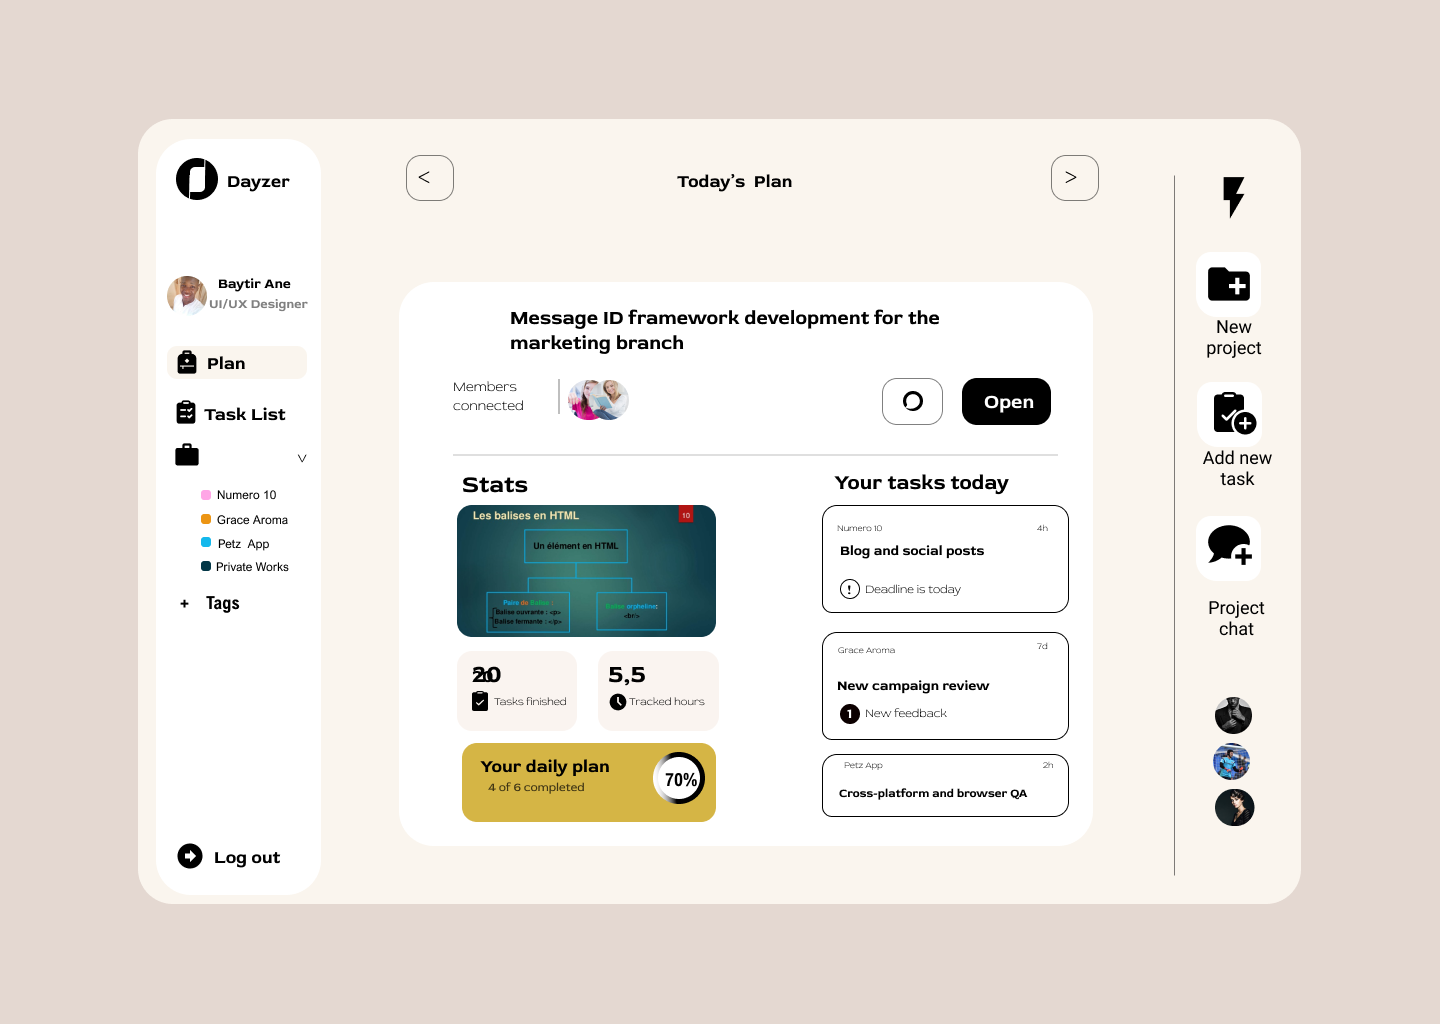 Dayzer
Baytir Ane
UI/UX Designer
Plan
Task List
Numero 10
Grace Aroma
Petz App
Private Works
+ Tags
Log out
<
Today’s Plan
>
Message ID framework development for the
marketing branch
Members
connected
Open
Stats
Les balises en HTML
10
Un élément en HTML
Paire de Balise :
Balise ouvrante : <p>
Balise fermante : </p>
Balise orpheline:
<br/>
20
Tasks finished
5,5
Tracked hours
Your daily plan
4 of 6 completed
70%
Your tasks today
Numero 10
4h
Blog and social posts
Deadline is today
Grace Aroma
7d
New campaign review
1 New feedback
Petz App
2h
Cross-platform and browser QA
New
project
Add new
task
Project
chat